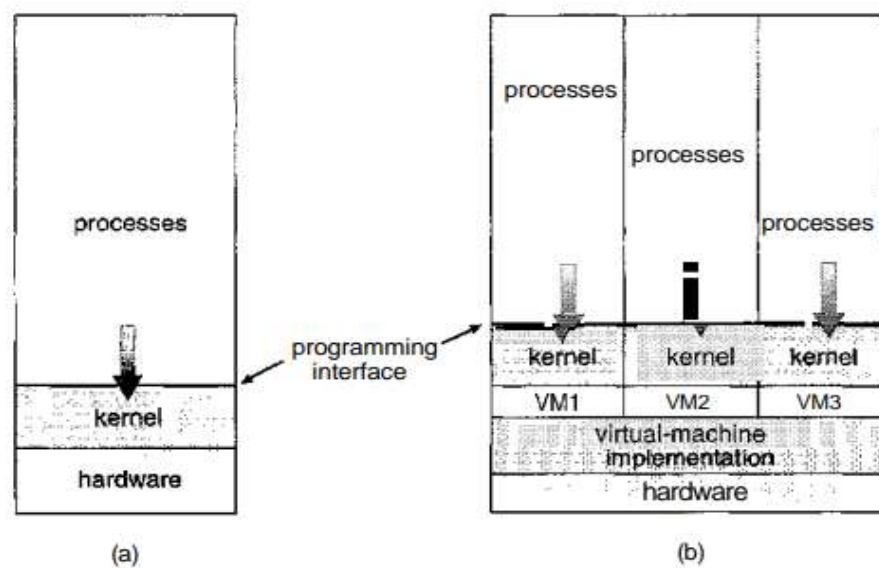 processes
kernel
hardware
(a)
programming
interface
processes
processes
processes
kernel
kernel
kernel
VM1
VM2
VM3
virtual-machine
implementation
hardware
(b)